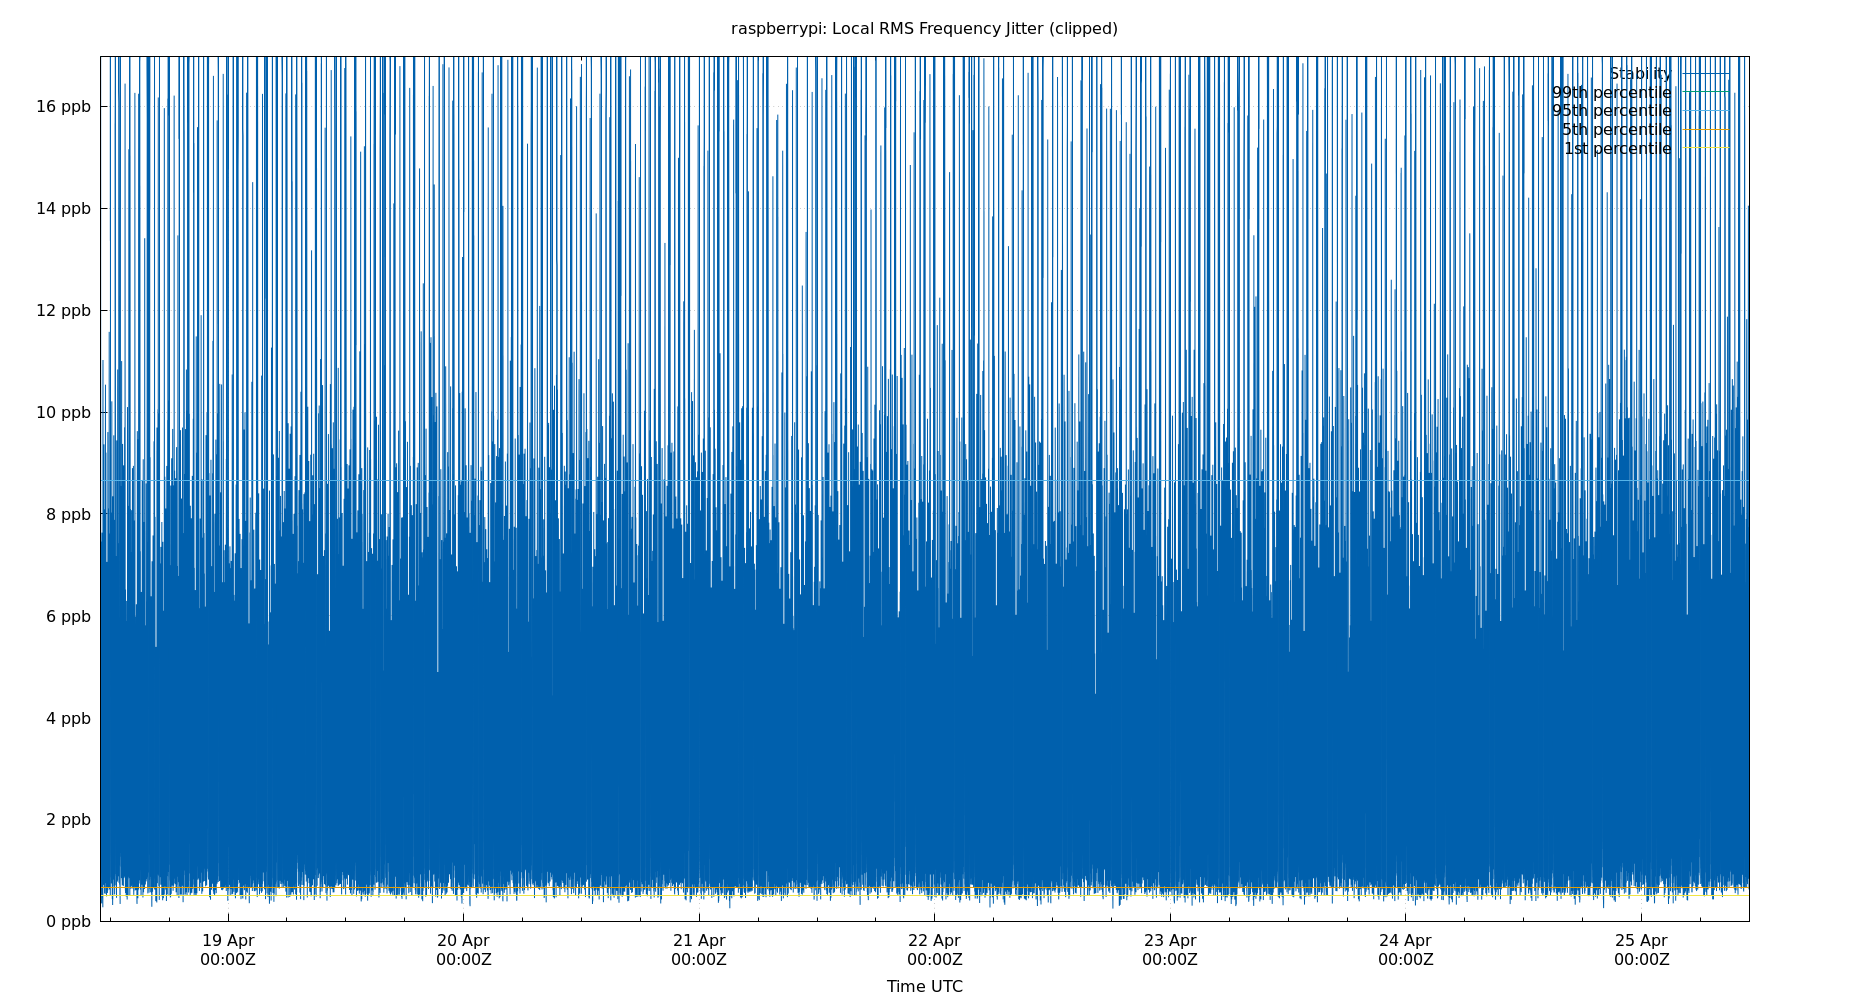 raspberrypi: Local RMS Frequency Jitter (clipped)
Stability
99th percentile
95th percentile
5th percentile
1st percentile
16 ppb
14 ppb
12 ppb
10 ppb
8 ppb
6 ppb
4 ppb
2 ppb
0 ppb
19 Apr 20 Apr 21 Apr 22 Apr 23 Apr 24 Apr 25 Apr
00:00Z 00:00Z 00:00Z 00:00Z 00:00Z 00:00Z 00:00Z
Time UTC